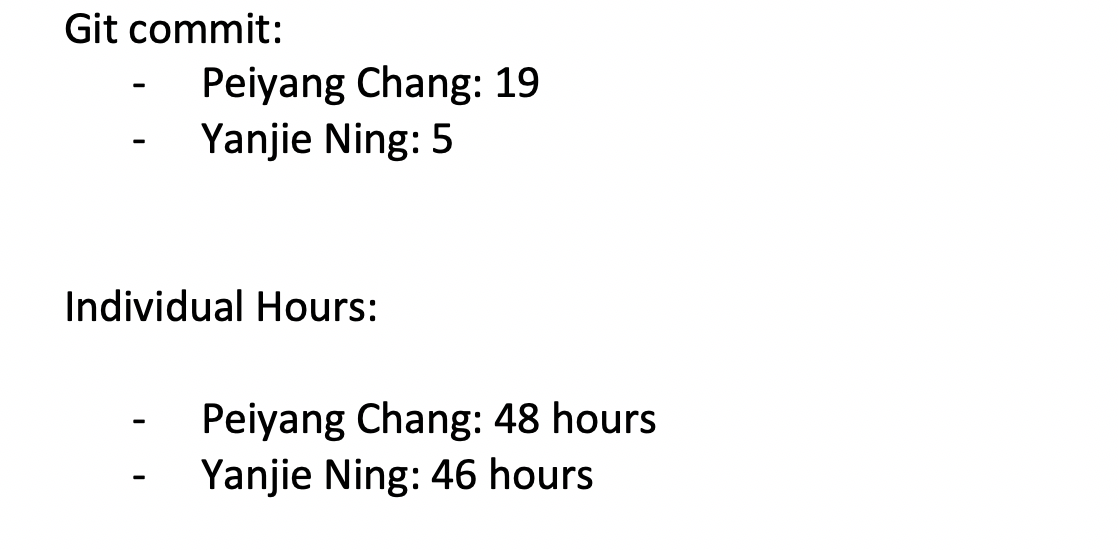 Git commit:
- Peiyang Chang: 19
- Yanjie Ning: 5
Individual Hours:
- Peiyang Chang: 48 hours
- Yanjie Ning: 46 hours